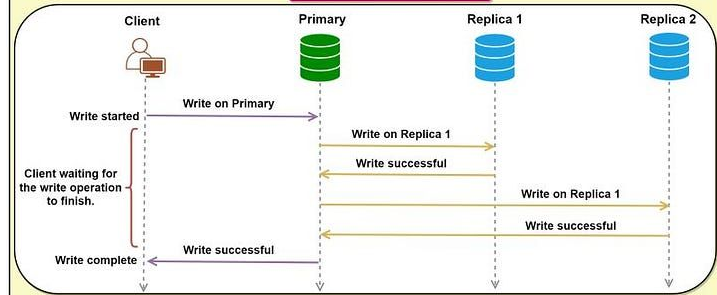 Client
Primary
Replica 1
Replica 2
Write on Primary
Write started
Write on Replica 1
Write successful
Client waiting for
the write operation
to finish.
Write on Replica 1
Write successful
Write successful
Write complete